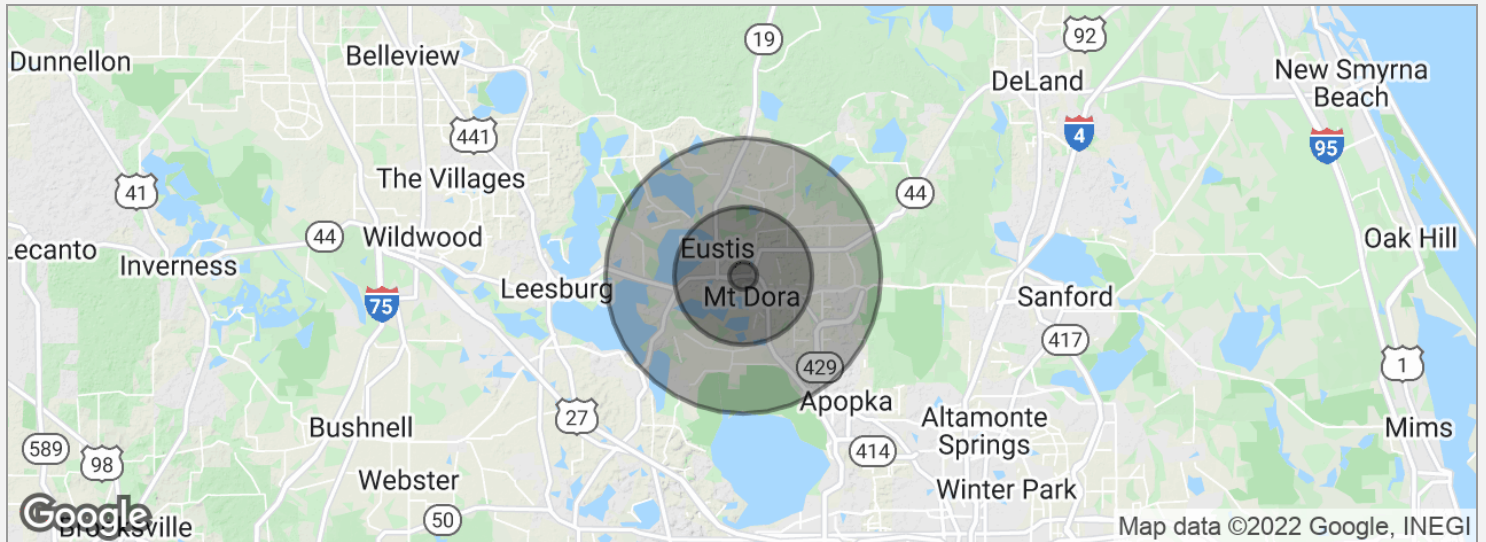 19
92
Dunnellon
Belleview
DeLand
New Smyrna
Beach
441
4
95
The Villages
41
44
44
Wildwood
Eustis
Oak Hill
Lecanto
Inverness
75
Leesburg
Mt Dora
Sanford
417
429
1
Apopka
27
Altamonte
Springs
Bushnell
Mims
589
98
414
Webster
Winter Park
Google
50
Brooksville
Map data ©2022 Google, INEGI